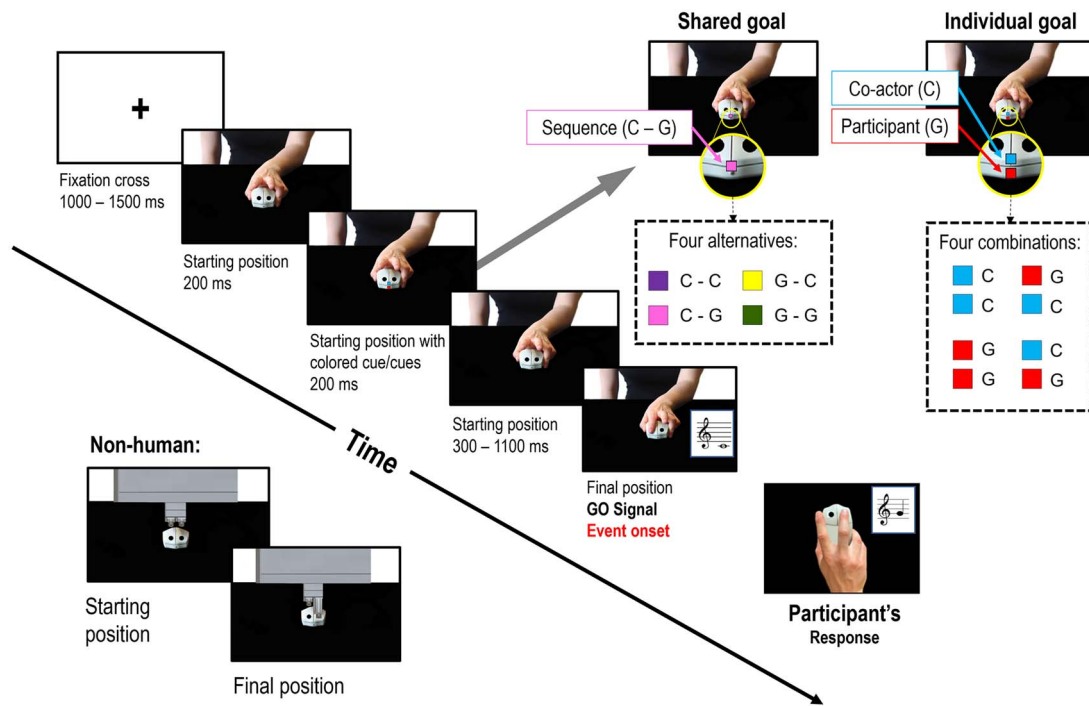 Shared goal
Individual goal
Co-actor (C)
Participant (G)
Sequence (C – G)
Fixation cross
1000 – 1500 ms
Starting position
200 ms
Starting position with
colored cue/cues
200 ms
Starting position
300 – 1100 ms
Final position
GO Signal
Event onset
Four alternatives:
C - C
G - C
C - G
G - G
Four combinations:
C
G
C
C
G
C
G
G
Time
Non-human:
Starting
position
Final position
Participant's
Response